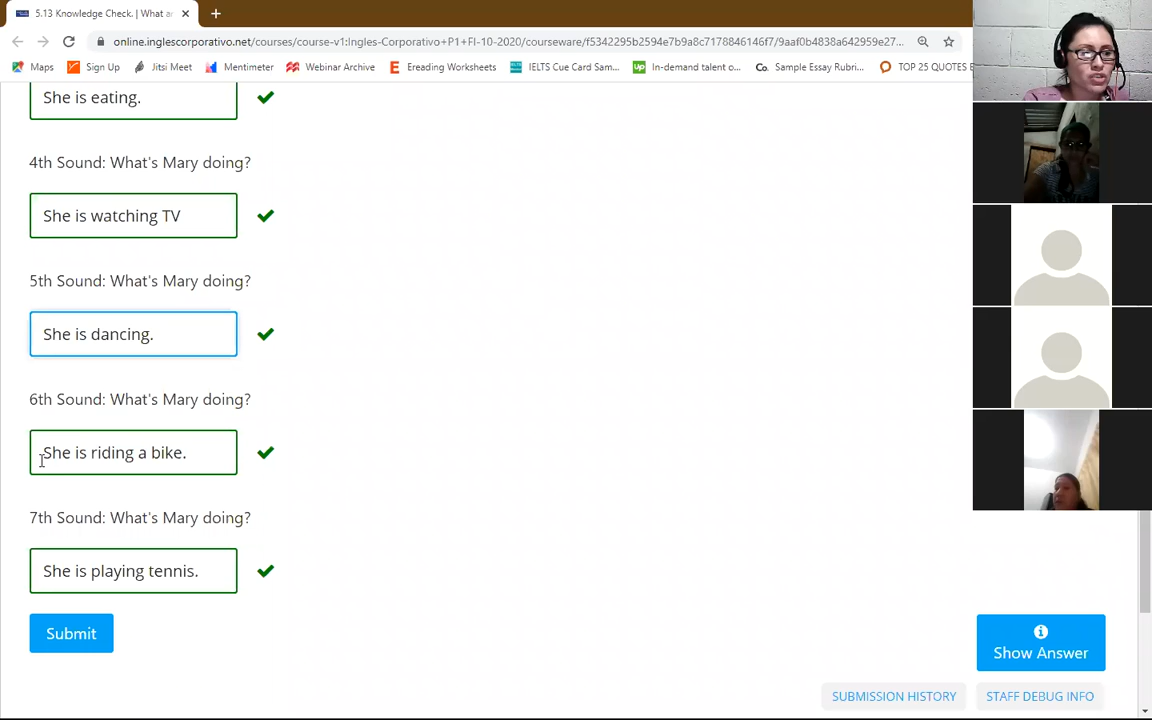 5.13 Knowledge Check. | What ar
online.inglescorporativo.net/courses/course-v1:Ingles-Corporativo+P1+FI-10-2020/courseware/f5342295b2594e7b9a8c7178846146f7/9aaf0b4838a642959e27...
Maps Sign Up Jitsi Meet Mentimeter Webinar Archive Ereading Worksheets IELTS Cue Card Sam... In-demand talent o... Sample Essay Rubri... TOP 25 QUOTES
She is eating.
4th Sound: What's Mary doing?
She is watching TV
5th Sound: What's Mary doing?
She is dancing.
6th Sound: What's Mary doing?
She is riding a bike.
7th Sound: What's Mary doing?
She is playing tennis.
Submit
Show Answer
SUBMISSION HISTORY STAFF DEBUG INFO